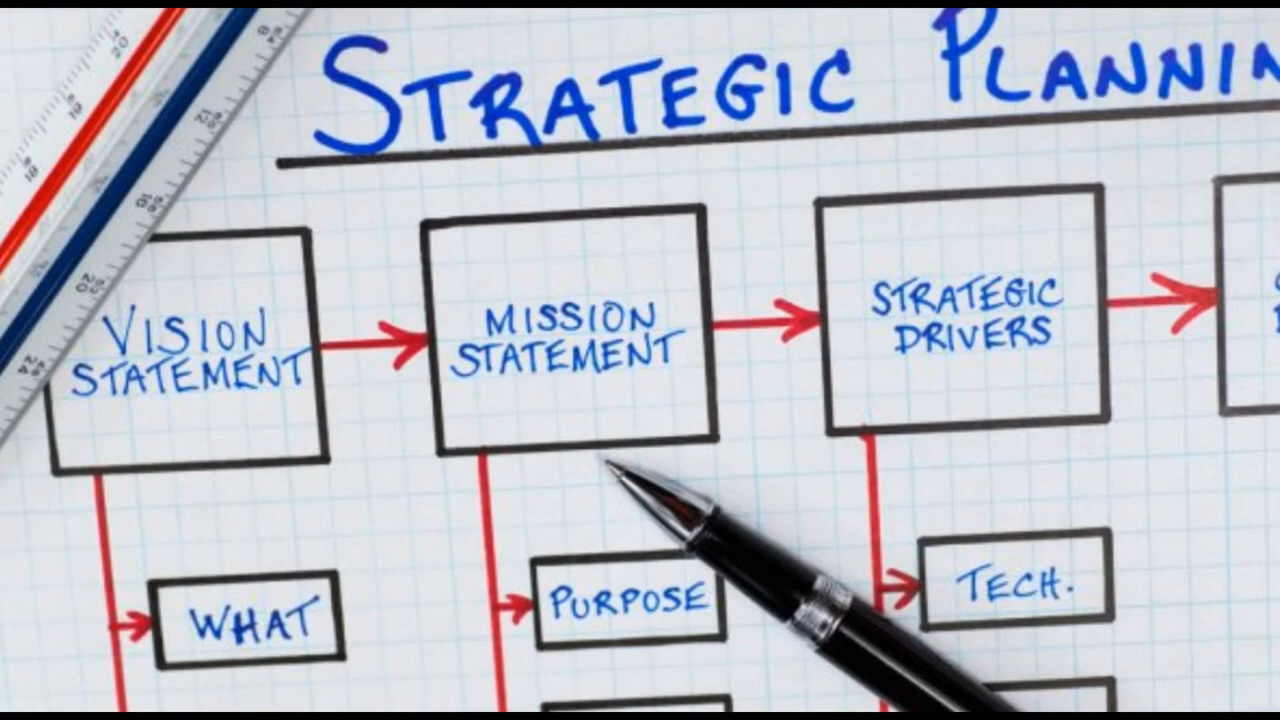 STRATEGIC PLANNIN
VISION
STATEMENT
MISSION
STATEMENT
STRATEGIC
DRIVERS
WHAT
PURPOSE
TECH.